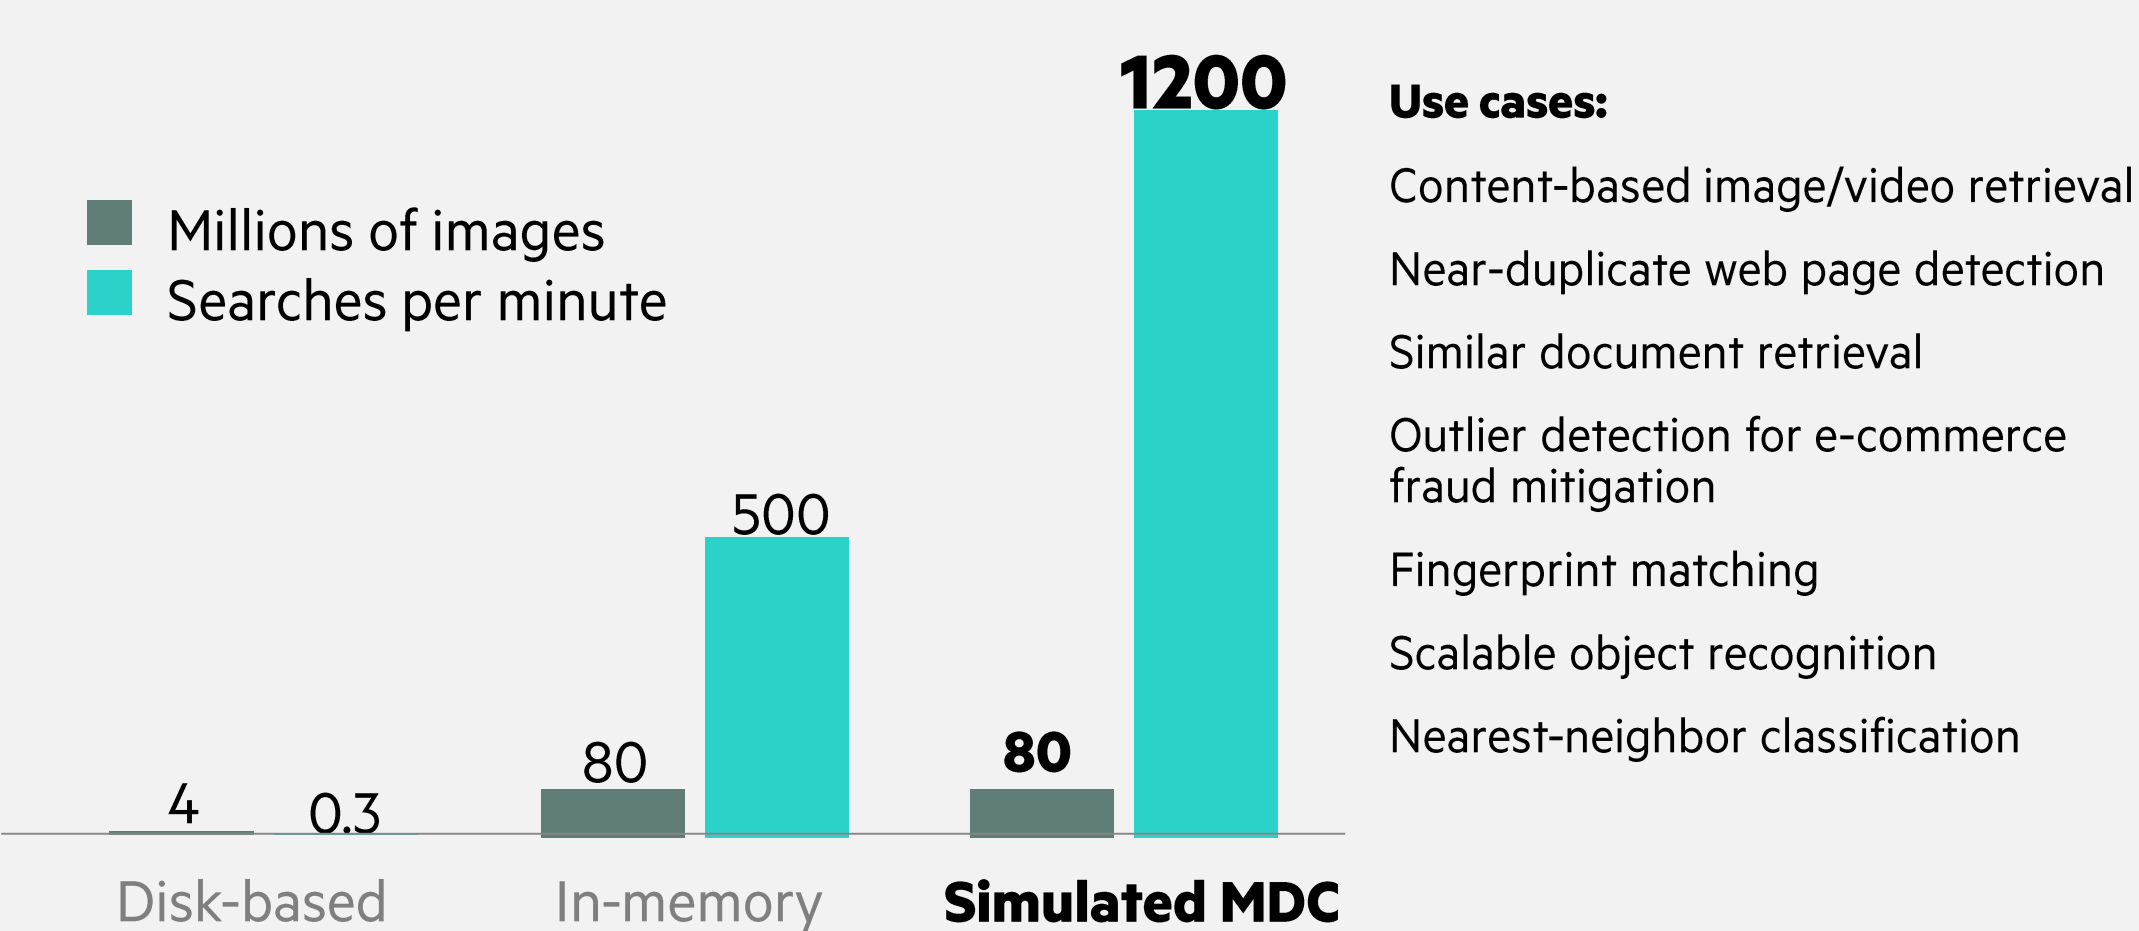 1200
Millions of images
Searches per minute
500
80
80
4
0.3
Disk-based
In-memory
Simulated MDC
Use cases:
Content-based image/video retrieval
Near-duplicate web page detection
Similar document retrieval
Outlier detection for e-commerce
fraud mitigation
Fingerprint matching
Scalable object recognition
Nearest-neighbor classification